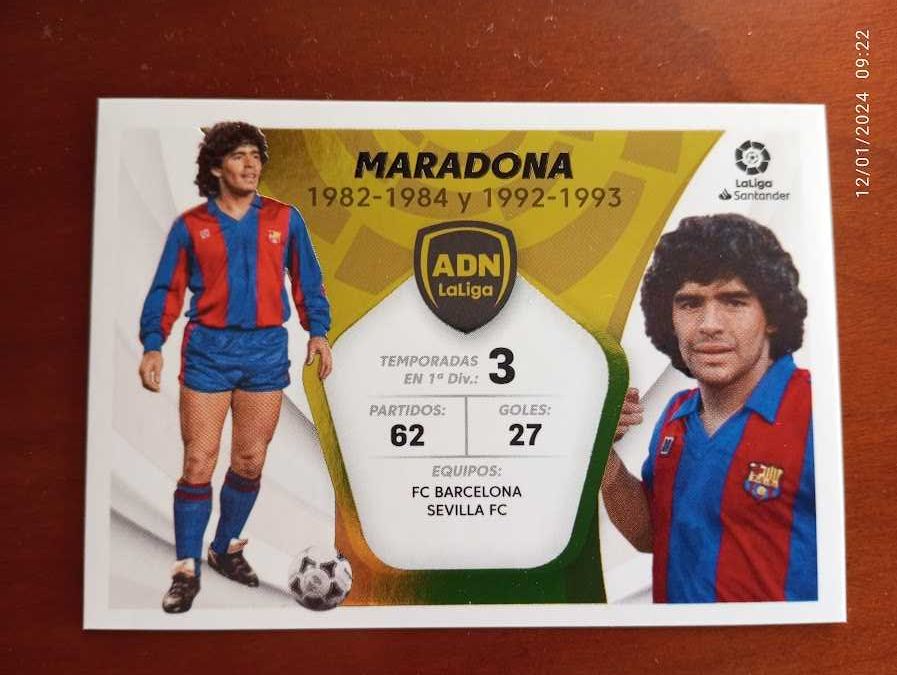 MARADONA
1982-1984 y 1992-1993
ADN
LaLiga
TEMPORADAS
EN 1ª Div.: 3
PARTIDOS:
62
GOLES:
27
EQUIPOS:
FC BARCELONA
SEVILLA FC
LaLiga
Santander
12/01/2024 09:22